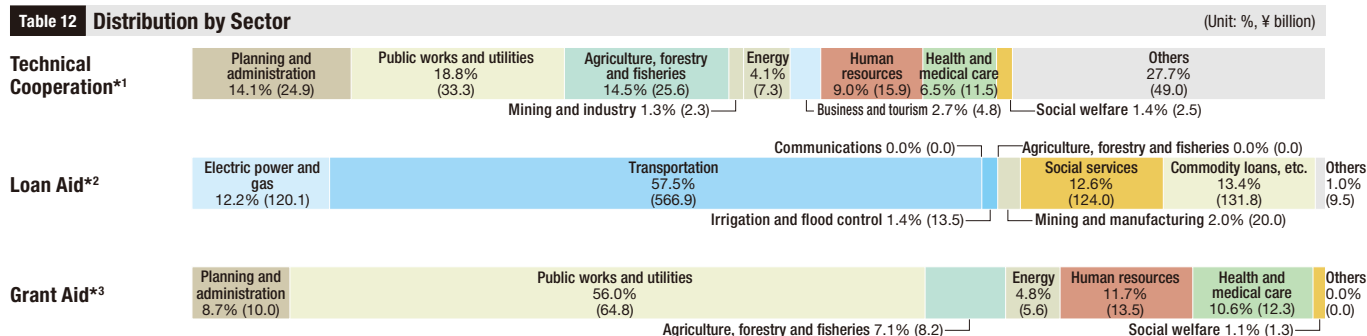 Table 12 Distribution by Sector (Unit: %, ¥ billion)
Technical
Cooperation*1
Planning and
administration
14.1% (24.9)
Public works and utilities
18.8%
(33.3)
Agriculture, forestry
and fisheries
14.5% (25.6)
Energy
4.1%
(7.3)
Human
resources
9.0% (15.9)
Health and
medical care
6.5% (11.5)
Others
27.7%
(49.0)
Mining and industry 1.3% (2.3)
Business and tourism 2.7% (4.8)
Social welfare 1.4% (2.5)
Communications 0.0% (0.0)
Agriculture, forestry and fisheries 0.0% (0.0)
Loan Aid*2
Electric power and
gas
12.2% (120.1)
Transportation
57.5%
(566.9)
Social services
12.6%
(124.0)
Commodity loans, etc.
13.4%
(131.8)
Others
1.0%
(9.5)
Irrigation and flood control 1.4% (13.5)
Mining and manufacturing 2.0% (20.0)
Grant Aid*3
Planning and
administration
8.7% (10.0)
Public works and utilities
56.0%
(64.8)
Energy
4.8%
(5.6)
Human resources
11.7%
(13.5)
Health and
medical care
10.6% (12.3)
Others
0.0%
(0.0)
Agriculture, forestry and fisheries 7.1% (8.2)
Social welfare 1.1% (1.3)